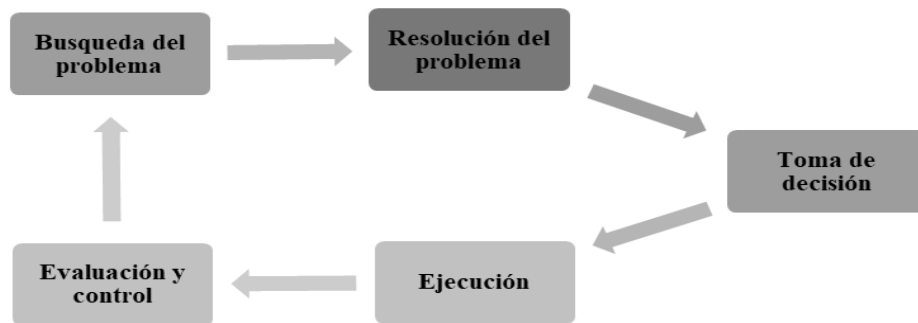 Busqueda del
problema
Resolución del
problema
Toma de
decisión
Ejecución
Evaluación y
control